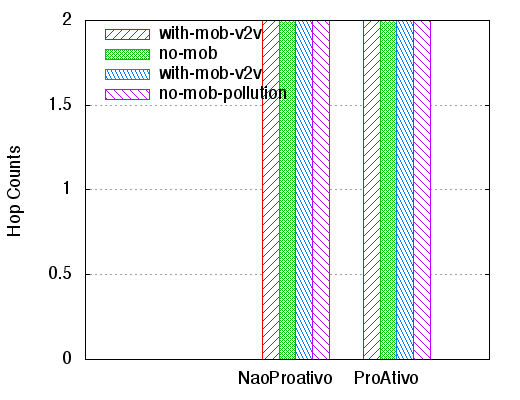 2
1.5
1
0.5
0
Hop Counts
with-mob-v2v
no-mob
with-mob-v2v
no-mob-pollution
NaoProativo ProAtivo